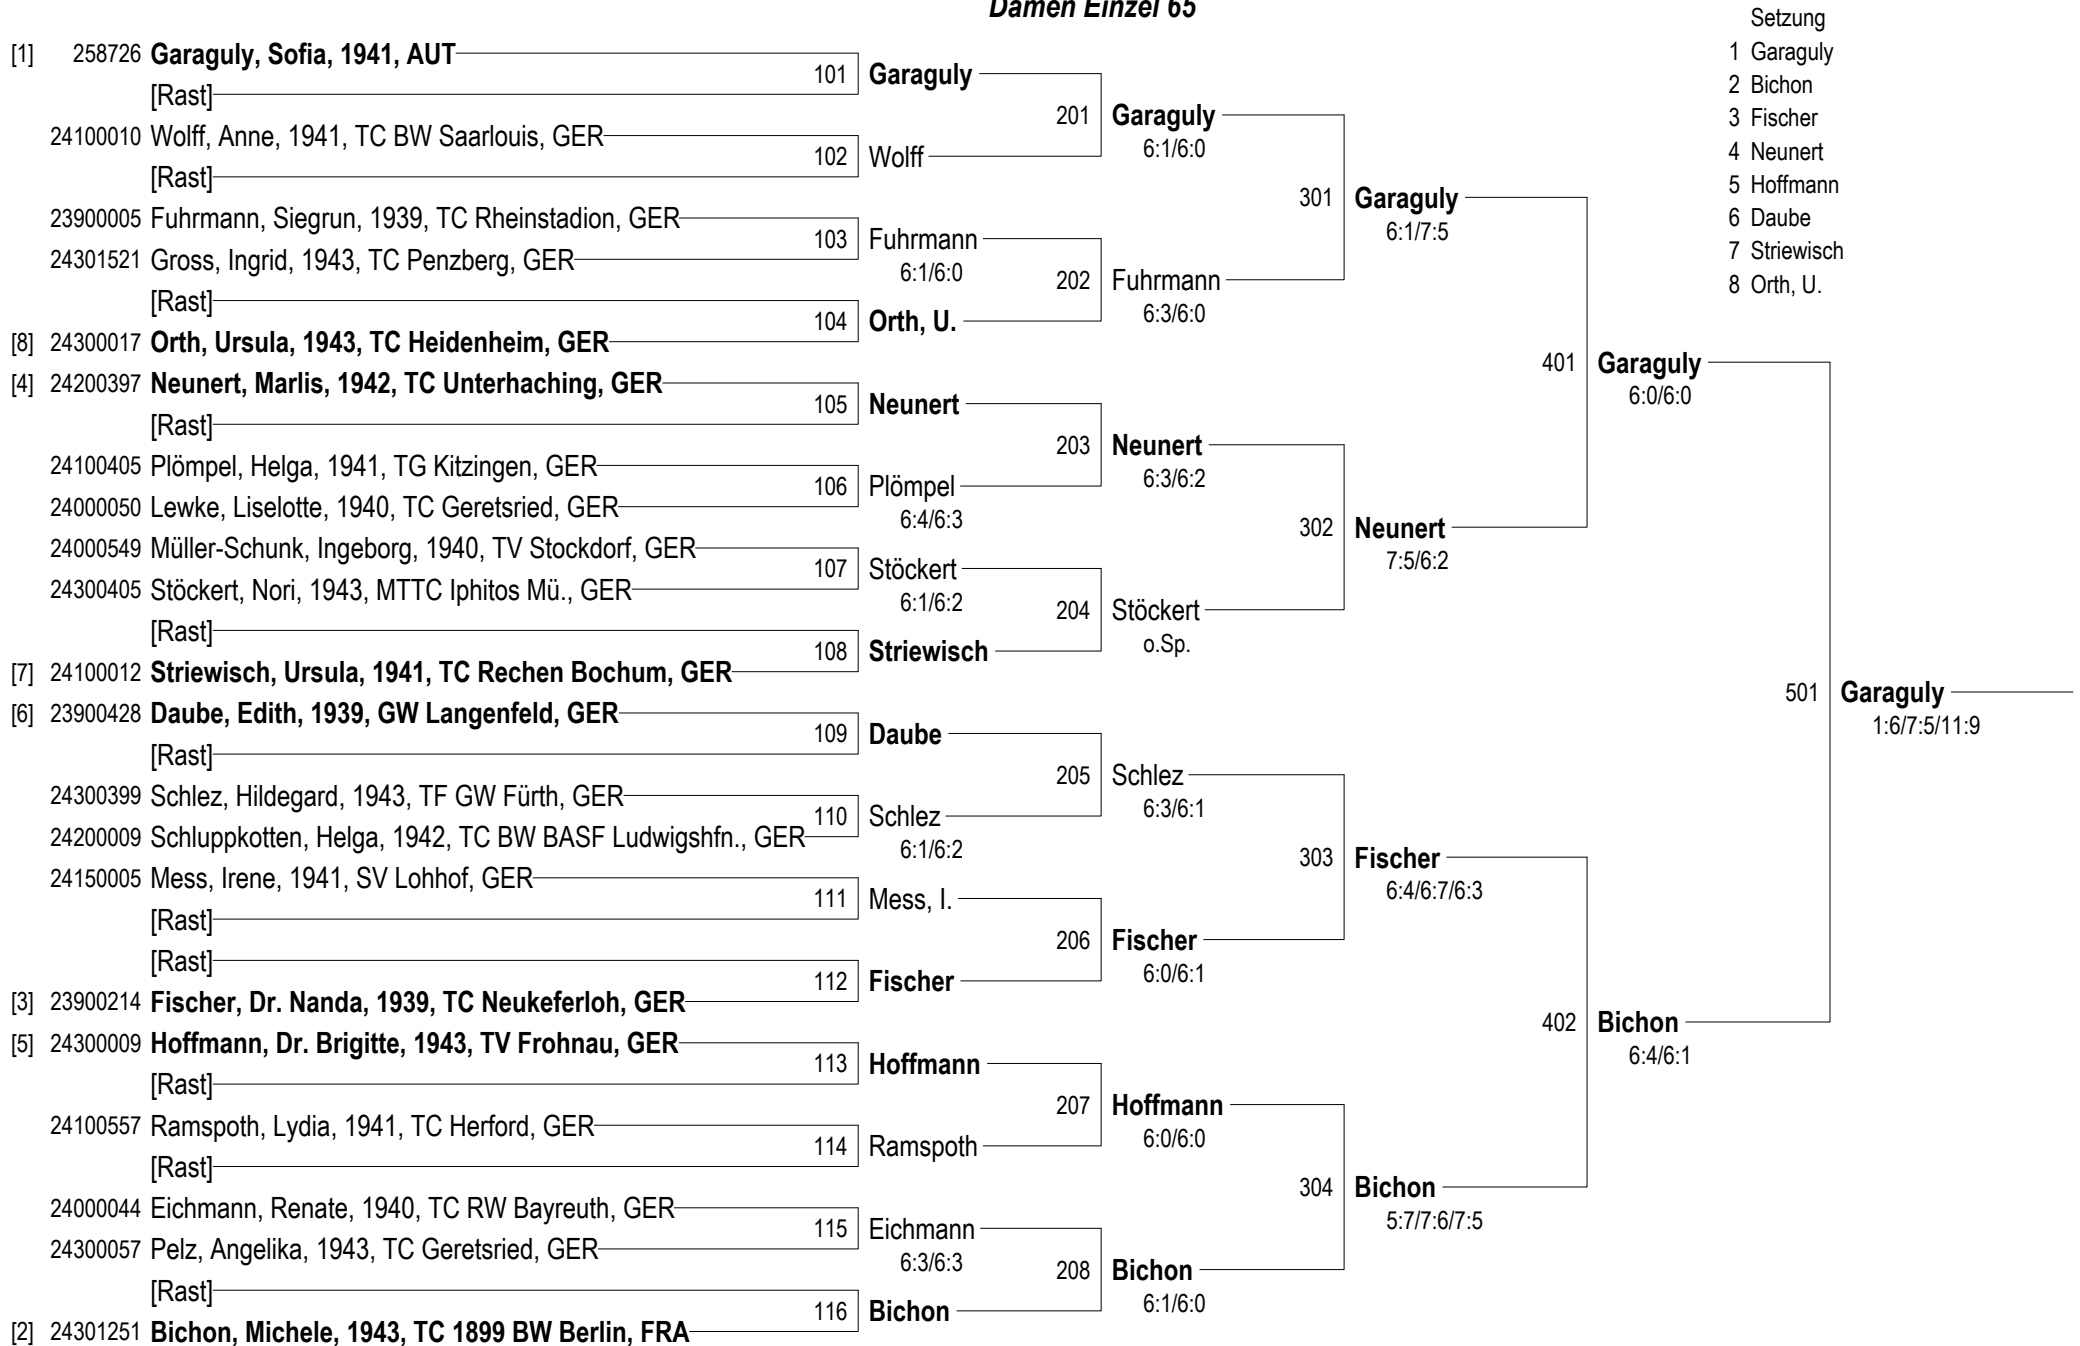 Damen Einzel 65
Setzung
1 Garaguly
2 Bichon
3 Fischer
4 Neunert
5 Hoffmann
6 Daube
7 Striewisch
8 Orth, U.
[1] 258726 Garaguly, Sofia, 1941, AUT
[Rast]
24100010 Wolff, Anne, 1941, TC BW Saarlouis, GER
[Rast]
23900005 Fuhrmann, Siegrun, 1939, TC Rheinstadion, GER
24301521 Gross, Ingrid, 1943, TC Penzberg, GER
[Rast]
[8] 24300017 Orth, Ursula, 1943, TC Heidenheim, GER
[4] 24200397 Neunert, Marlis, 1942, TC Unterhaching, GER
[Rast]
24100405 Plömpel, Helga, 1941, TG Kitzingen, GER
24000050 Lewke, Liselotte, 1940, TC Geretsried, GER
24000549 Müller-Schunk, Ingeborg, 1940, TV Stockdorf, GER
24300405 Stöckert, Nori, 1943, MTTC Iphitos Mü., GER
[Rast]
[7] 24100012 Striewisch, Ursula, 1941, TC Rechen Bochum, GER
[6] 23900428 Daube, Edith, 1939, GW Langenfeld, GER
[Rast]
24300399 Schlez, Hildegard, 1943, TF GW Fürth, GER
24200009 Schluppkotten, Helga, 1942, TC BW BASF Ludwigshfn., GER
24150005 Mess, Irene, 1941, SV Lohhof, GER
[Rast]
[Rast]
[3] 23900214 Fischer, Dr. Nanda, 1939, TC Neukeferloh, GER
[5] 24300009 Hoffmann, Dr. Brigitte, 1943, TV Frohnau, GER
[Rast]
24100557 Ramspoth, Lydia, 1941, TC Herford, GER
[Rast]
24000044 Eichmann, Renate, 1940, TC RW Bayreuth, GER
24300057 Pelz, Angelika, 1943, TC Geretsried, GER
[Rast]
[2] 24301251 Bichon, Michele, 1943, TC 1899 BW Berlin, FRA
101 Garaguly
102 Wolff
103 Fuhrmann
6:1/6:0
104 Orth, U.
105 Neunert
106 Plömpel
6:4/6:3
107 Stöckert
6:1/6:2
108 Striewisch
109 Daube
110 Schlez
6:1/6:2
111 Mess, I.
112 Fischer
113 Hoffmann
114 Ramspoth
115 Eichmann
6:3/6:3
116 Bichon
201 Garaguly
6:1/6:0
202 Fuhrmann
6:3/6:0
203 Neunert
6:3/6:2
204 Stöckert
o.Sp.
205 Schlez
6:3/6:1
206 Fischer
6:0/6:1
207 Hoffmann
6:0/6:0
208 Bichon
6:1/6:0
301 Garaguly
6:1/7:5
302 Neunert
7:5/6:2
303 Fischer
6:4/6:7/6:3
304 Bichon
5:7/7:6/7:5
401 Garaguly
6:0/6:0
402 Bichon
6:4/6:1
501 Garaguly
1:6/7:5/11:9